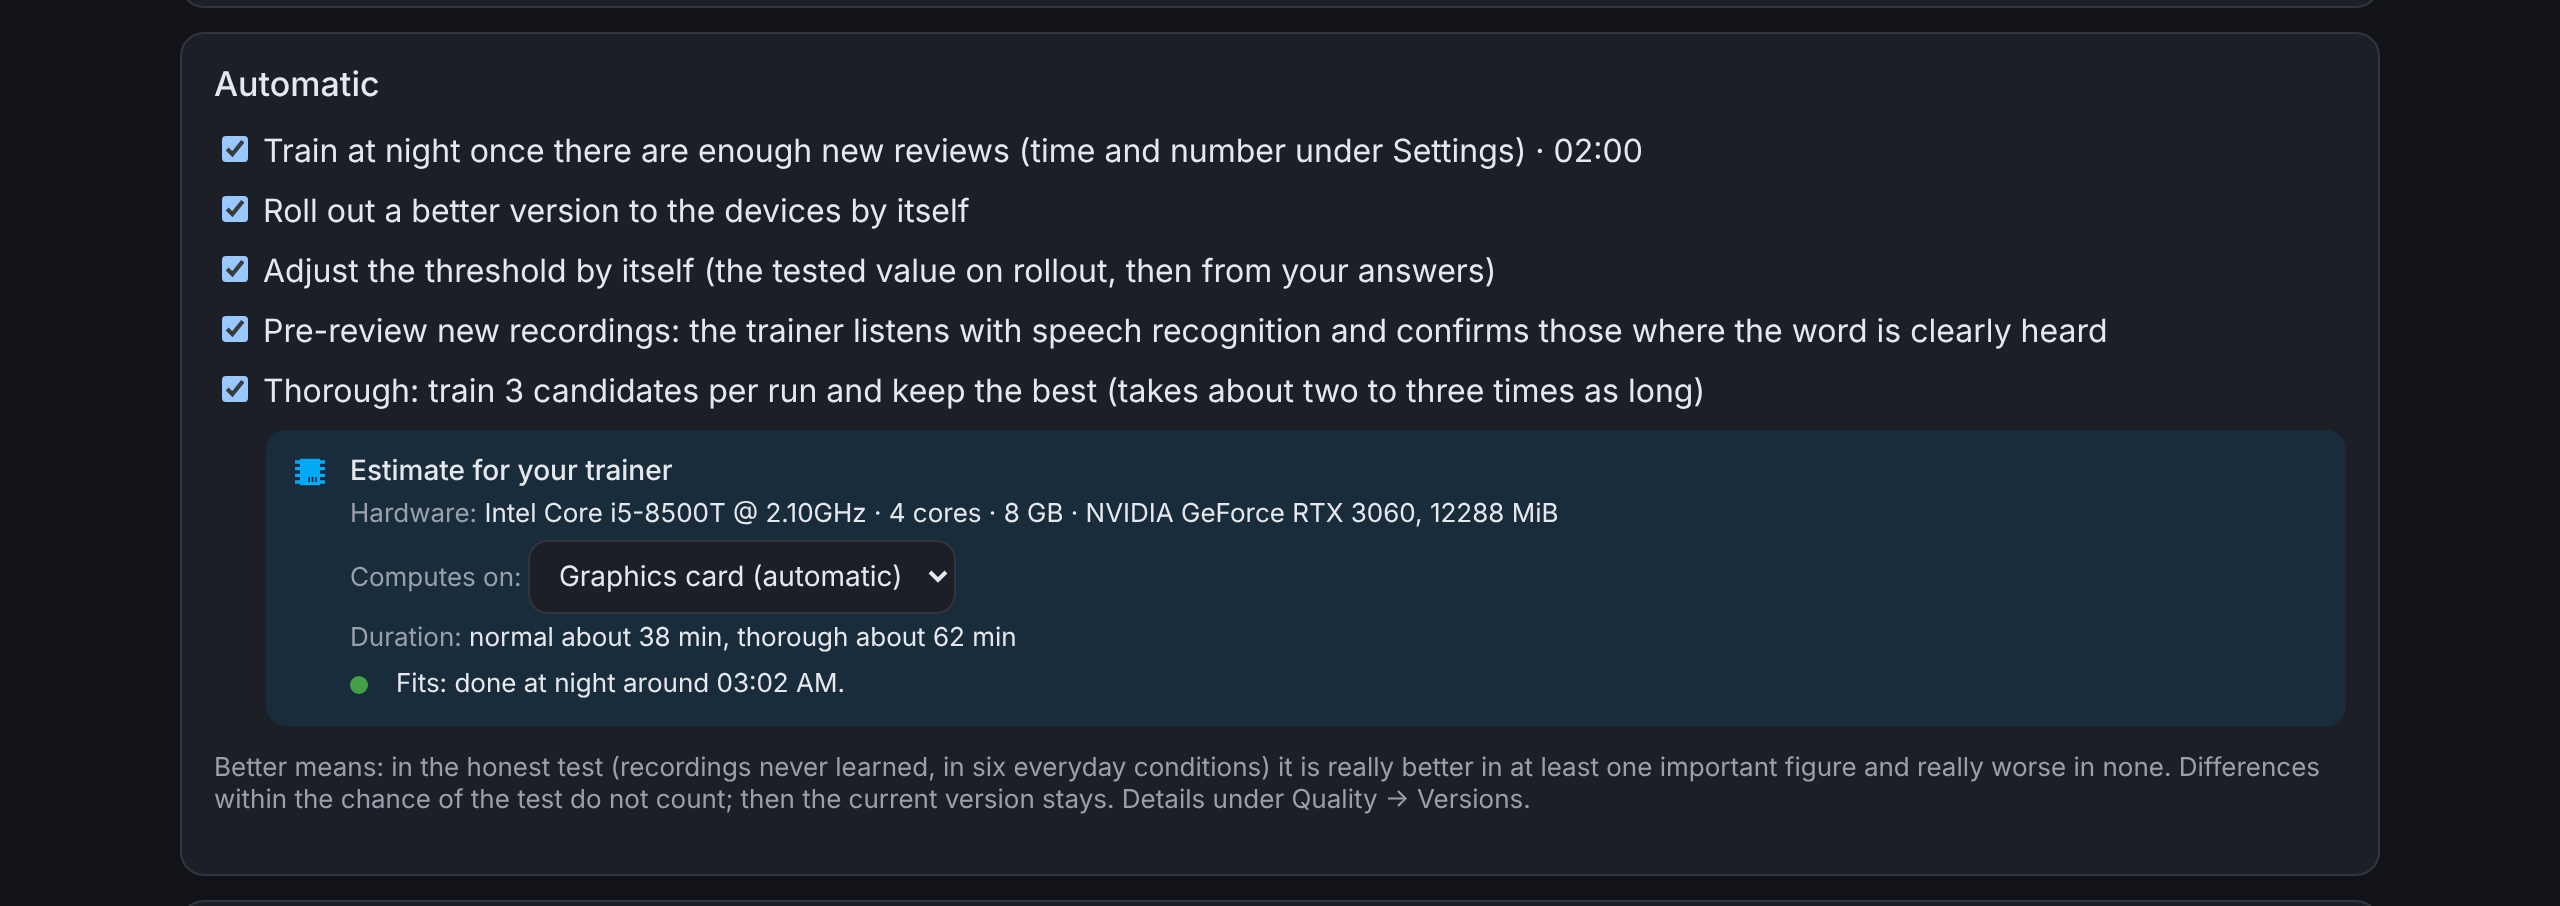 Automatic
Train at night once there are enough new reviews (time and number under Settings) · 02:00
Roll out a better version to the devices by itself
Adjust the threshold by itself (the tested value on rollout, then from your answers)
Pre-review new recordings: the trainer listens with speech recognition and confirms those where the word is clearly heard
Thorough: train 3 candidates per run and keep the best (takes about two to three times as long)
Estimate for your trainer
Hardware: Intel Core i5-8500T @ 2.10GHz · 4 cores · 8 GB · NVIDIA GeForce RTX 3060, 12288 MiB
Computes on: Graphics card (automatic)
Duration: normal about 38 min, thorough about 62 min
Fits: done at night around 03:02 AM.
Better means: in the honest test (recordings never learned, in six everyday conditions) it is really better in at least one important figure and really worse in none. Differences
within the chance of the test do not count; then the current version stays. Details under Quality → Versions.